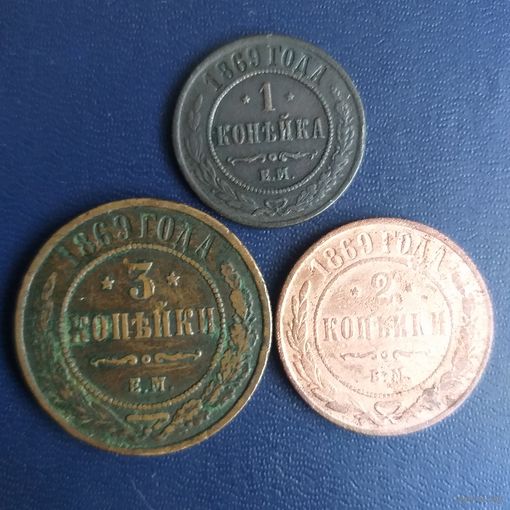 1869 ГОДА
* 1 *
КОПѢЙКА
Е.М.
1869 ГОДА
* 3 *
КОПѢЙКИ
Е.М.
1869 ГОДА
* 2 *
КОПѢЙКИ
Е.М.